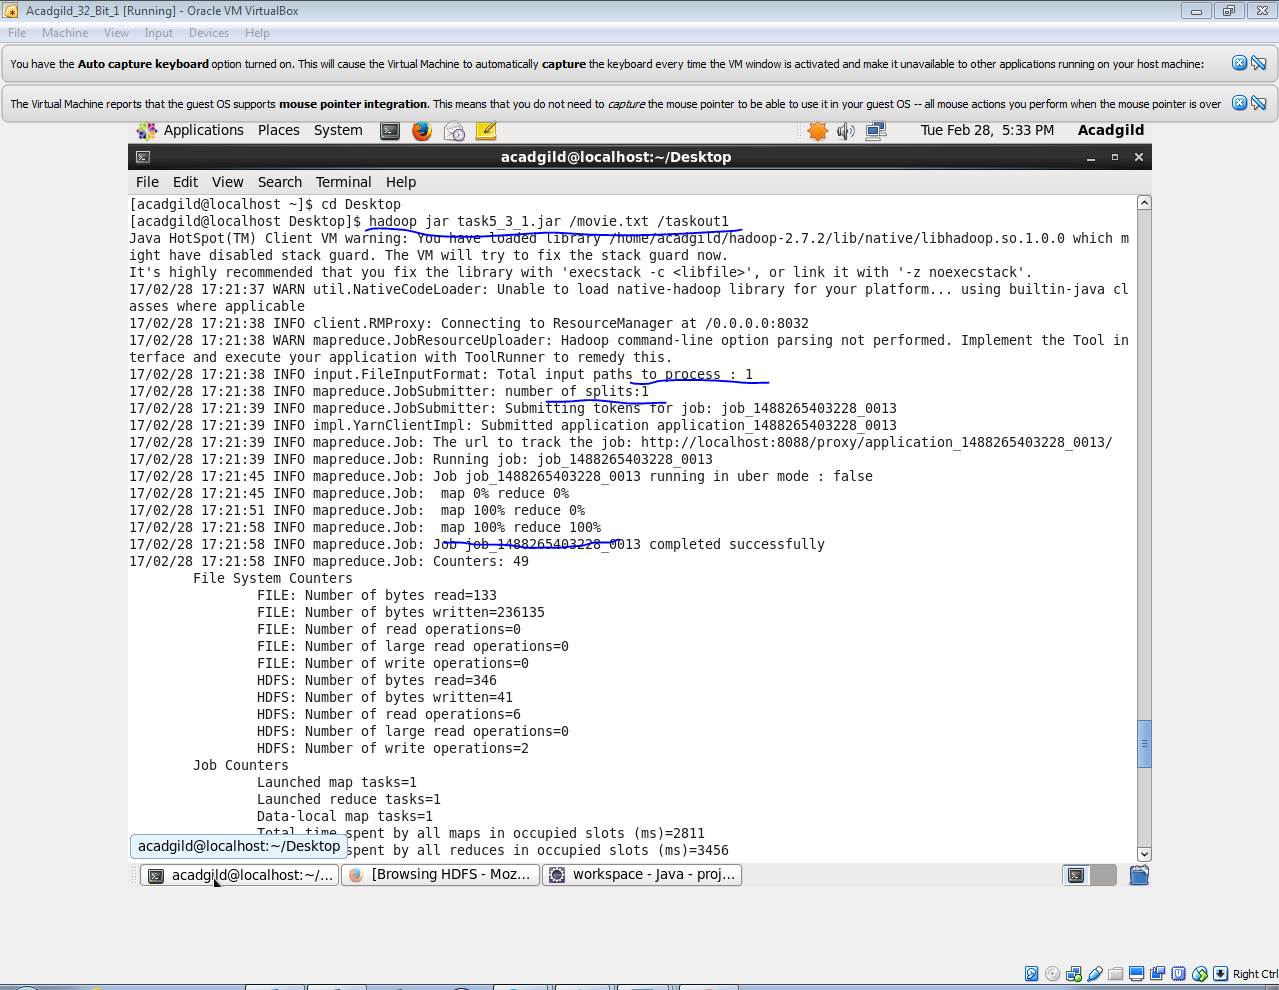 Acadgild_32_Bit_1 [Running] - Oracle VM VirtualBox
File Machine View Input Devices Help
You have the Auto capture keyboard option turned on. This will cause the Virtual Machine to automatically capture the keyboard every time the VM window is activated and make it unavailable to other applications running on your host machine:
The Virtual Machine reports that the guest OS supports mouse pointer integration. This means that you do not need to capture the mouse pointer to be able to use it in your guest OS -- all mouse actions you perform when the mouse pointer is over
Applications Places System Tue Feb 28, 5:33 PM Acadgild
acadgild@localhost:~/Desktop
File Edit View Search Terminal Help
[acadgild@localhost ~]$ cd Desktop
[acadgild@localhost Desktop]$ hadoop jar task5_3_1.jar /movie.txt /taskout1
Java HotSpot(TM) Client VM warning: You have loaded library /home/acadgild/hadoop-2.7.2/lib/native/libhadoop.so.1.0.0 which m
ight have disabled stack guard. The VM will try to fix the stack guard now.
It's highly recommended that you fix the library with 'execstack -c <libfile>', or link it with '-z noexecstack'.
17/02/28 17:21:37 WARN util.NativeCodeLoader: Unable to load native-hadoop library for your platform... using builtin-java cl
asses where applicable
17/02/28 17:21:38 INFO client.RMProxy: Connecting to ResourceManager at /0.0.0.0:8032
17/02/28 17:21:38 WARN mapreduce.JobResourceUploader: Hadoop command-line option parsing not performed. Implement the Tool in
terface and execute your application with ToolRunner to remedy this.
17/02/28 17:21:38 INFO input.FileInputFormat: Total input paths to process : 1
17/02/28 17:21:38 INFO mapreduce.JobSubmitter: number of splits:1
17/02/28 17:21:39 INFO mapreduce.JobSubmitter: Submitting tokens for job: job_1488265403228_0013
17/02/28 17:21:39 INFO impl.YarnClientImpl: Submitted application application_1488265403228_0013
17/02/28 17:21:39 INFO mapreduce.Job: The url to track the job: http://localhost:8088/proxy/application_1488265403228_0013/
17/02/28 17:21:39 INFO mapreduce.Job: Running job: job_1488265403228_0013
17/02/28 17:21:45 INFO mapreduce.Job: Job job_1488265403228_0013 running in uber mode : false
17/02/28 17:21:45 INFO mapreduce.Job:  map 0% reduce 0%
17/02/28 17:21:51 INFO mapreduce.Job:  map 100% reduce 0%
17/02/28 17:21:58 INFO mapreduce.Job:  map 100% reduce 100%
17/02/28 17:21:58 INFO mapreduce.Job: Job job_1488265403228_0013 completed successfully
17/02/28 17:21:58 INFO mapreduce.Job: Counters: 49
File System Counters
FILE: Number of bytes read=133
FILE: Number of bytes written=236135
FILE: Number of read operations=0
FILE: Number of large read operations=0
FILE: Number of write operations=0
HDFS: Number of bytes read=346
HDFS: Number of bytes written=41
HDFS: Number of read operations=6
HDFS: Number of large read operations=0
HDFS: Number of write operations=2
Job Counters
Launched map tasks=1
Launched reduce tasks=1
Data-local map tasks=1
Total time spent by all maps in occupied slots (ms)=2811
spent by all reduces in occupied slots (ms)=3456
acadgild@localhost:~/Desktop
acadgild@localhost:~/... [Browsing HDFS - Moz... workspace - Java - proj...
Right Ctrl